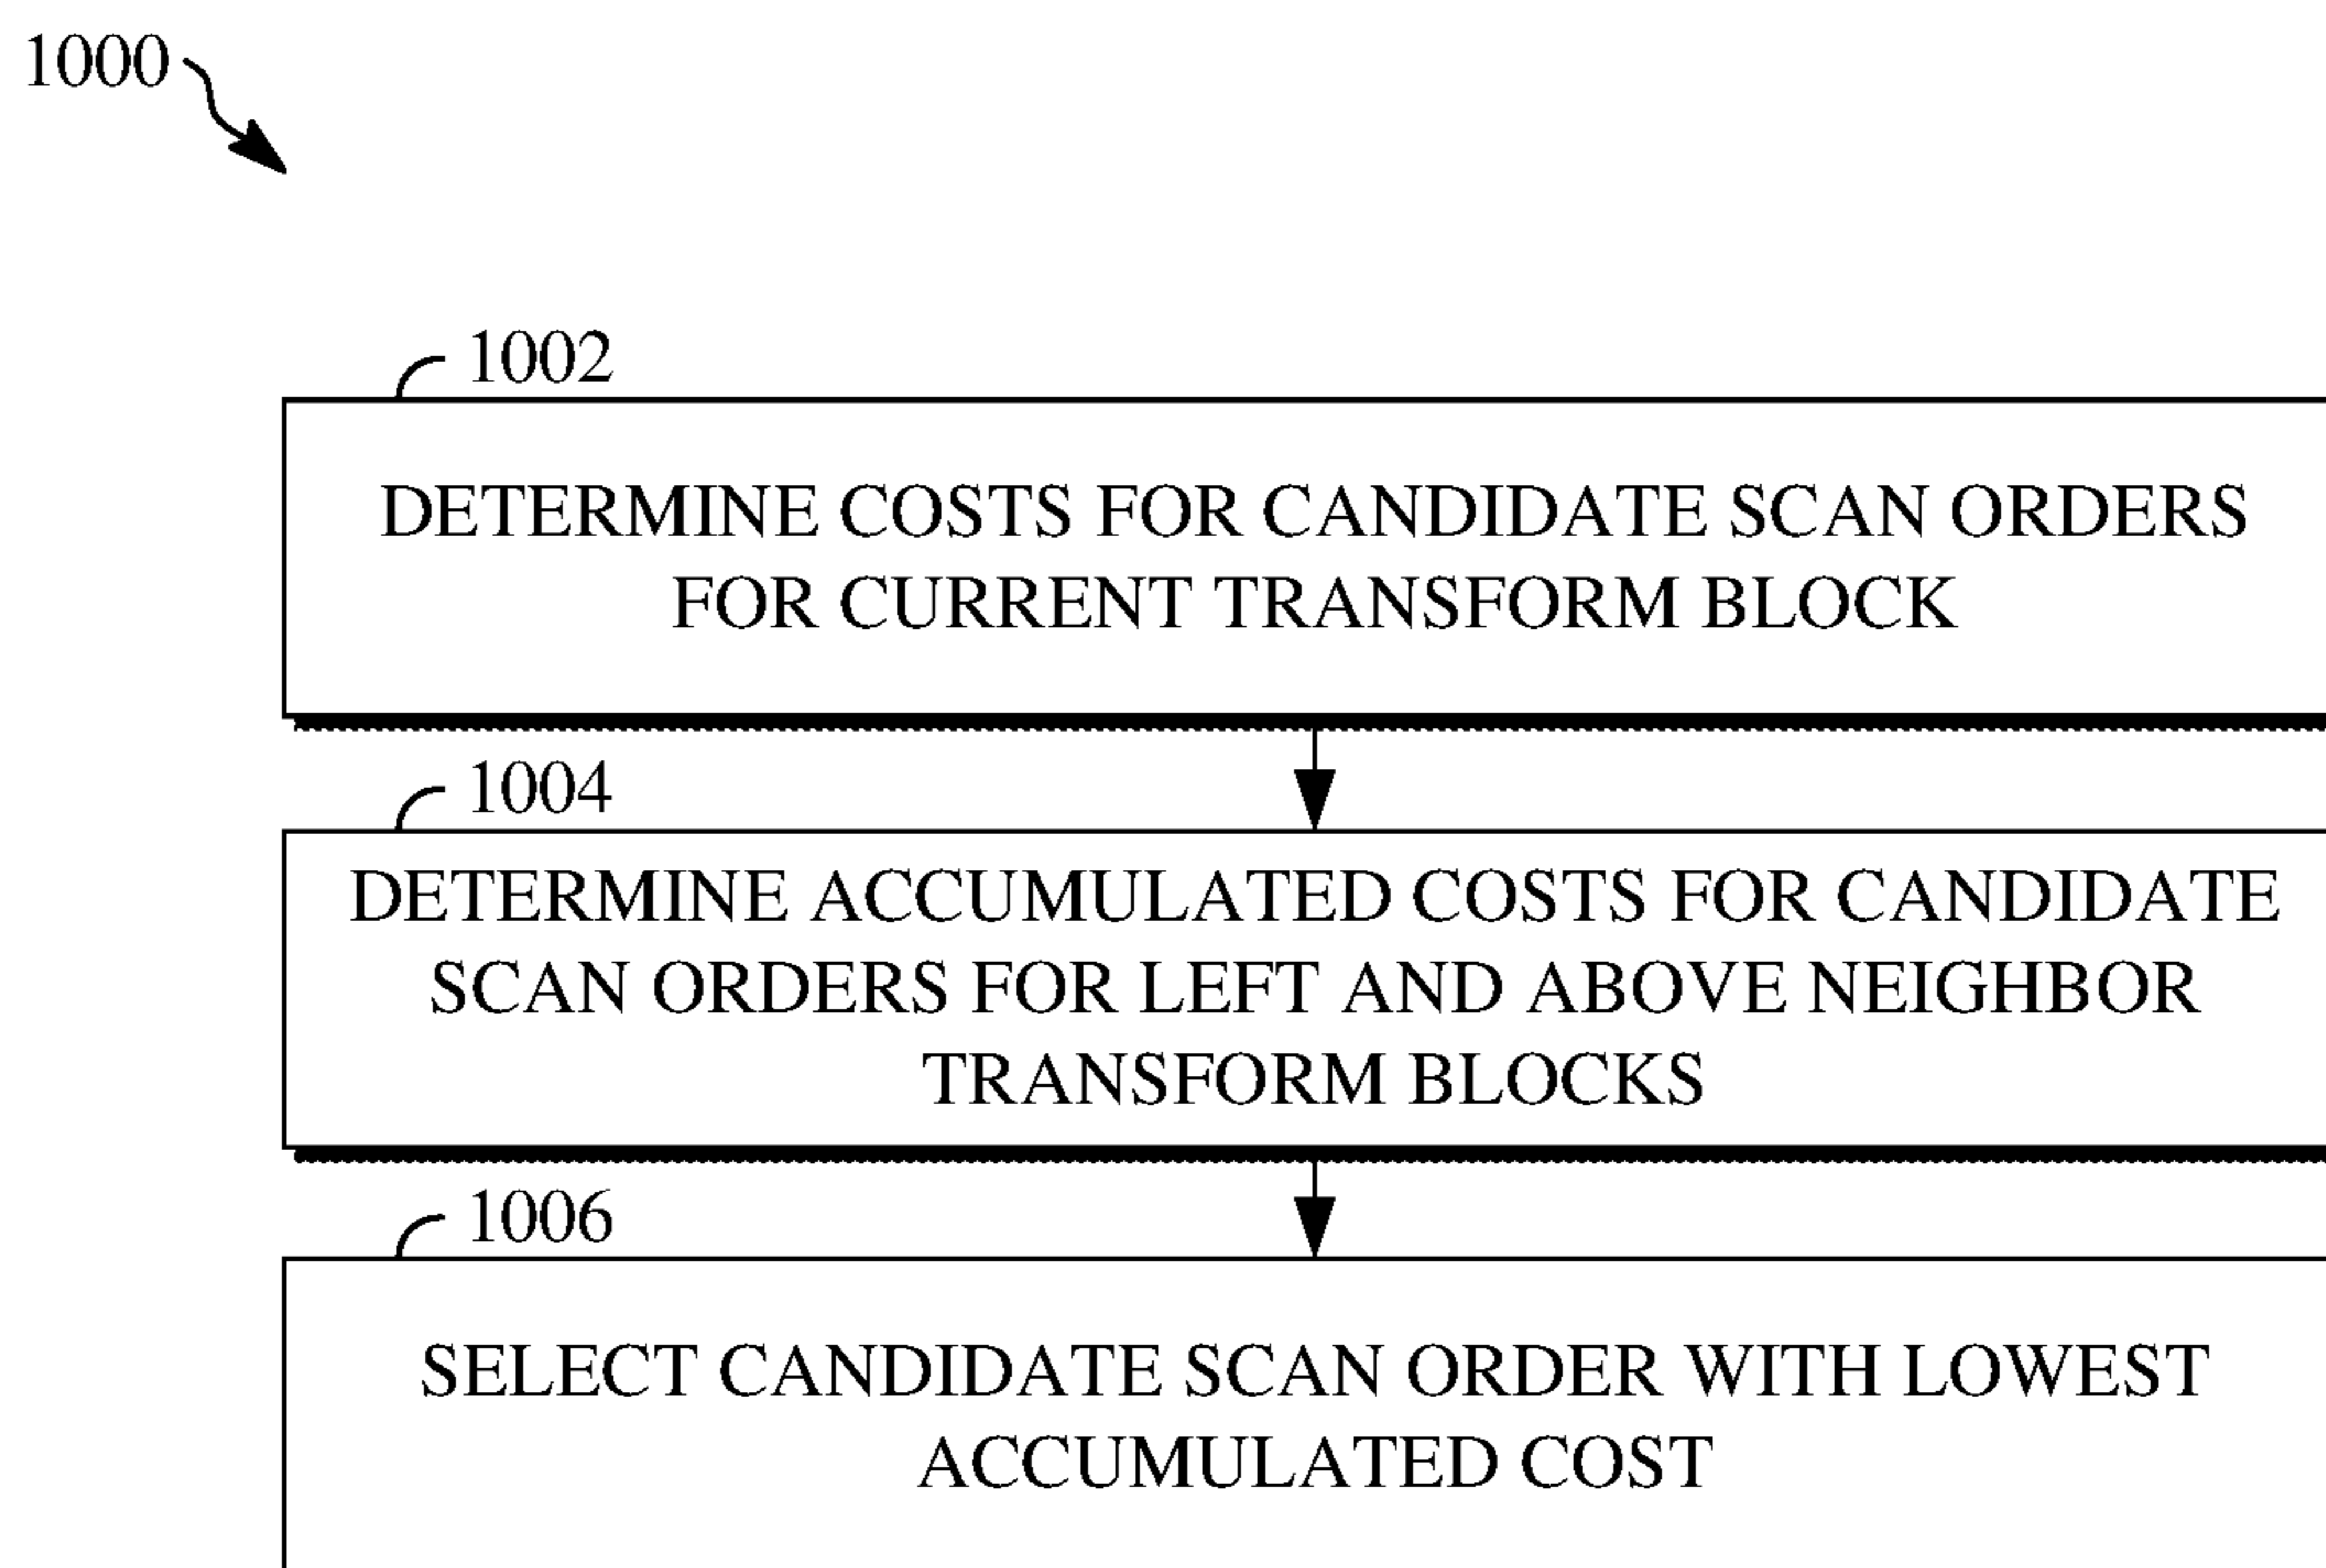 1000
1002
DETERMINE COSTS FOR CANDIDATE SCAN ORDERS
FOR CURRENT TRANSFORM BLOCK
1004
DETERMINE ACCUMULATED COSTS FOR CANDIDATE
SCAN ORDERS FOR LEFT AND ABOVE NEIGHBOR
TRANSFORM BLOCKS
1006
SELECT CANDIDATE SCAN ORDER WITH LOWEST
ACCUMULATED COST